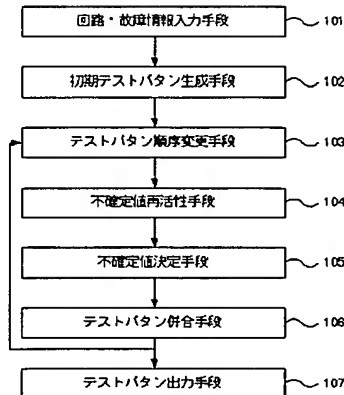 回路・故障情報入力手段 101
初期テストパタン生成手段 102
テストパタン順序変更手段 103
不確定値再活性手段 104
不確定値決定手段 105
テストパタン併合手段 106
テストパタン出力手段 107